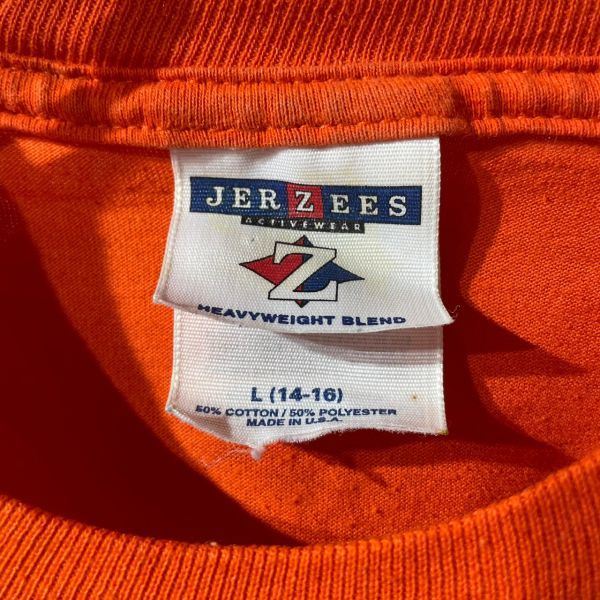 JERZEES
ACTIVEWEAR
Z
HEAVYWEIGHT BLEND
L (14-16)
50% COTTON / 50% POLYESTER
MADE IN U.S.A.